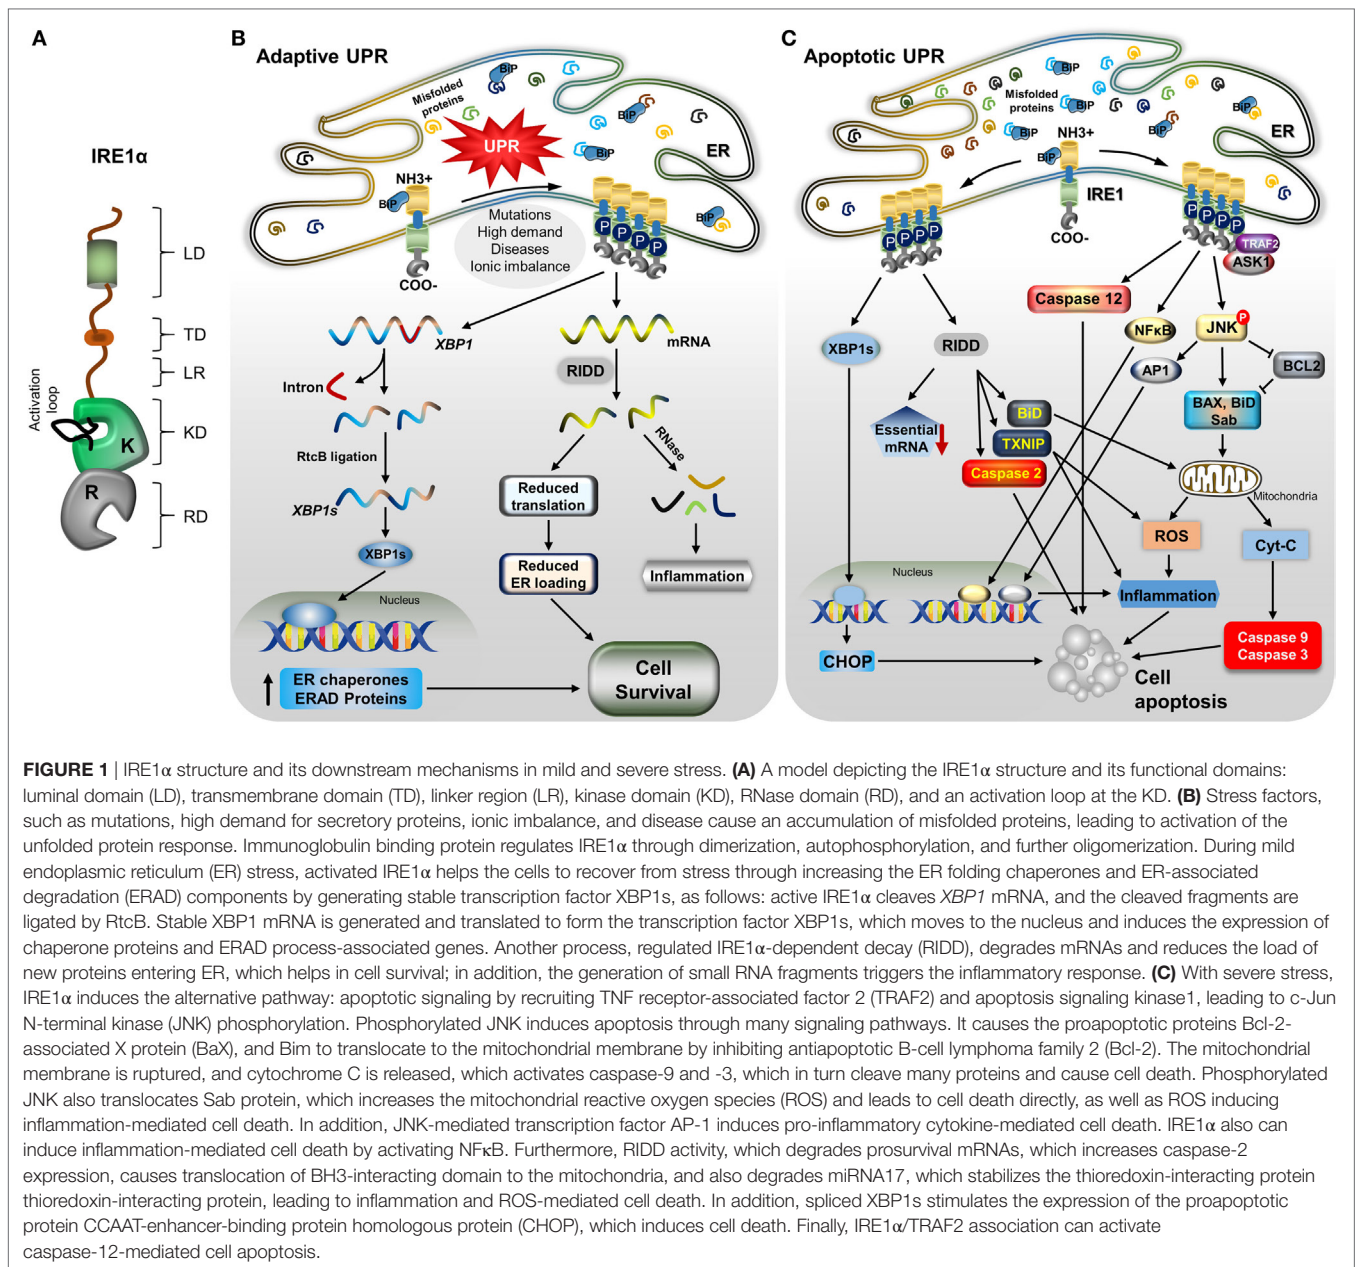 A
IRE1α
LD
TD
LR
Activation
loop
K
KD
R
RD
B
Adaptive UPR
Misfolded
proteins
BiP
UPR
BiP
BiP
ER
NH3+
BiP
BiP
Mutations
High demand
Diseases
Ionic imbalance
P
P
P
P
COO-
XBP1
mRNA
Intron
RIDD
RNase
RtcB ligation
XBP1s
Reduced
translation
XBP1s
Reduced
ER loading
Inflammation
Nucleus
ER chaperones
ERAD Proteins
Cell
Survival
C
Apoptotic UPR
BiP
Misfolded
proteins
BiP
BiP
BiP
BiP
ER
NH3+
BiP
IRE1
COO-
P
P
P
P
P
P
P
P
TRAF2
ASK1
Caspase 12
NFκB
JNK
P
XBP1s
RIDD
AP1
BCL2
BiD
BAX, BiD
Sab
Essential
mRNA
TXNIP
Caspase 2
Mitochondria
ROS
Cyt-C
Nucleus
Inflammation
CHOP
Caspase 9
Caspase 3
Cell
apoptosis
FIGURE 1 | IRE1α structure and its downstream mechanisms in mild and severe stress. (A) A model depicting the IRE1α structure and its functional domains:
luminal domain (LD), transmembrane domain (TD), linker region (LR), kinase domain (KD), RNase domain (RD), and an activation loop at the KD. (B) Stress factors,
such as mutations, high demand for secretory proteins, ionic imbalance, and disease cause an accumulation of misfolded proteins, leading to activation of the
unfolded protein response. Immunoglobulin binding protein regulates IRE1α through dimerization, autophosphorylation, and further oligomerization. During mild
endoplasmic reticulum (ER) stress, activated IRE1α helps the cells to recover from stress through increasing the ER folding chaperones and ER-associated
degradation (ERAD) components by generating stable transcription factor XBP1s, as follows: active IRE1α cleaves XBP1 mRNA, and the cleaved fragments are
ligated by RtcB. Stable XBP1 mRNA is generated and translated to form the transcription factor XBP1s, which moves to the nucleus and induces the expression of
chaperone proteins and ERAD process-associated genes. Another process, regulated IRE1α-dependent decay (RIDD), degrades mRNAs and reduces the load of
new proteins entering ER, which helps in cell survival; in addition, the generation of small RNA fragments triggers the inflammatory response. (C) With severe stress,
IRE1α induces the alternative pathway: apoptotic signaling by recruiting TNF receptor-associated factor 2 (TRAF2) and apoptosis signaling kinase1, leading to c-Jun
N-terminal kinase (JNK) phosphorylation. Phosphorylated JNK induces apoptosis through many signaling pathways. It causes the proapoptotic proteins Bcl-2-
associated X protein (BaX), and Bim to translocate to the mitochondrial membrane by inhibiting antiapoptotic B-cell lymphoma family 2 (Bcl-2). The mitochondrial
membrane is ruptured, and cytochrome C is released, which activates caspase-9 and -3, which in turn cleave many proteins and cause cell death. Phosphorylated
JNK also translocates Sab protein, which increases the mitochondrial reactive oxygen species (ROS) and leads to cell death directly, as well as ROS inducing
inflammation-mediated cell death. In addition, JNK-mediated transcription factor AP-1 induces pro-inflammatory cytokine-mediated cell death. IRE1α also can
induce inflammation-mediated cell death by activating NFκB. Furthermore, RIDD activity, which degrades prosurvival mRNAs, which increases caspase-2
expression, causes translocation of BH3-interacting domain to the mitochondria, and also degrades miRNA17, which stabilizes the thioredoxin-interacting protein
thioredoxin-interacting protein, leading to inflammation and ROS-mediated cell death. In addition, spliced XBP1s stimulates the expression of the proapoptotic
protein CCAAT-enhancer-binding protein homologous protein (CHOP), which induces cell death. Finally, IRE1α/TRAF2 association can activate
caspase-12-mediated cell apoptosis.